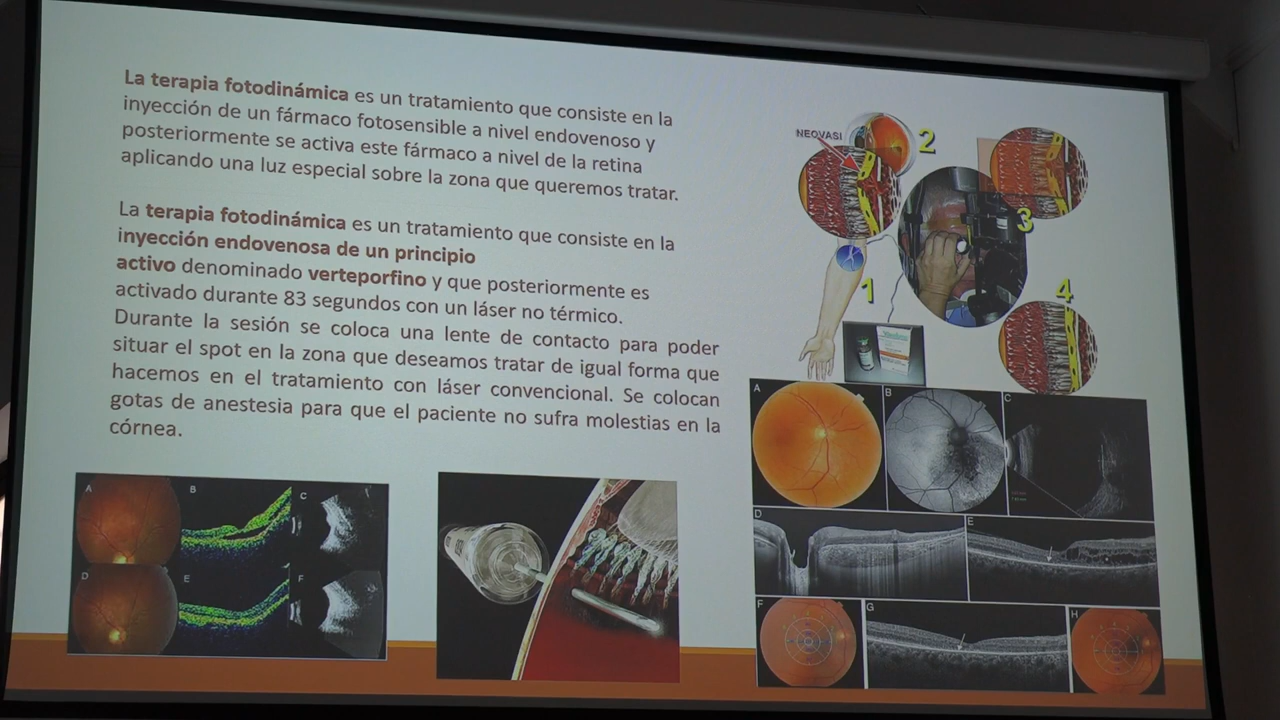 La terapia fotodinámica es un tratamiento que consiste en la
inyección de un fármaco fotosensible a nivel endovenoso y
posteriormente se activa este fármaco a nivel de la retina
aplicando una luz especial sobre la zona que queremos tratar.
La terapia fotodinámica es un tratamiento que consiste en la
inyección endovenosa de un principio
activo denominado verteporfino y que posteriormente es
activado durante 83 segundos con un láser no térmico.
Durante la sesión se coloca una lente de contacto para poder
situar el spot en la zona que deseamos tratar de igual forma que
hacemos en el tratamiento con láser convencional. Se colocan
gotas de anestesia para que el paciente no sufra molestias en la
córnea.
NEOVASI
2
3
1
4
A B C
D E
F G H
A B C
D E F